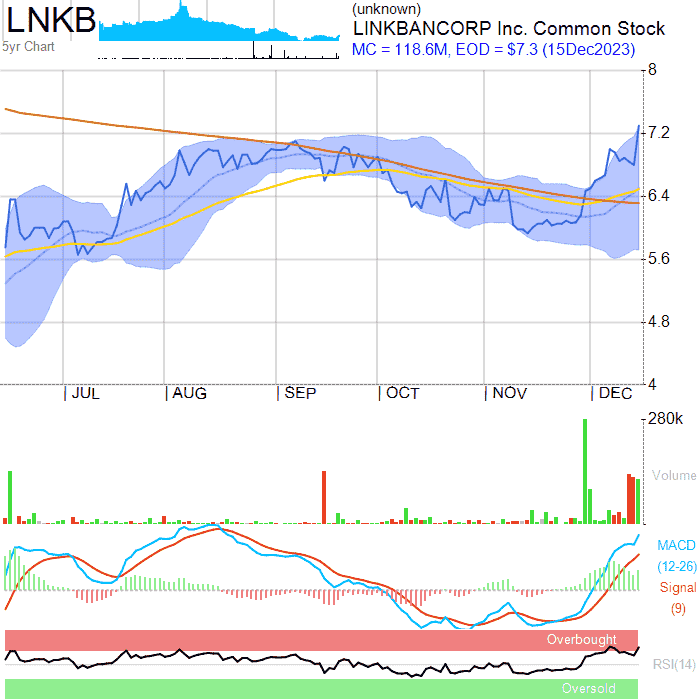 LNKB
5yr Chart
(unknown)
LINKBANCORP Inc. Common Stock
MC = 118.6M, EOD = $7.3 (15Dec2023)
8
7.2
6.4
5.6
4.8
4
JUL
AUG
SEP
OCT
NOV
DEC
280k
Volume
MACD
(12-26)
Signal
(9)
Overbought
RSI(14)
Oversold